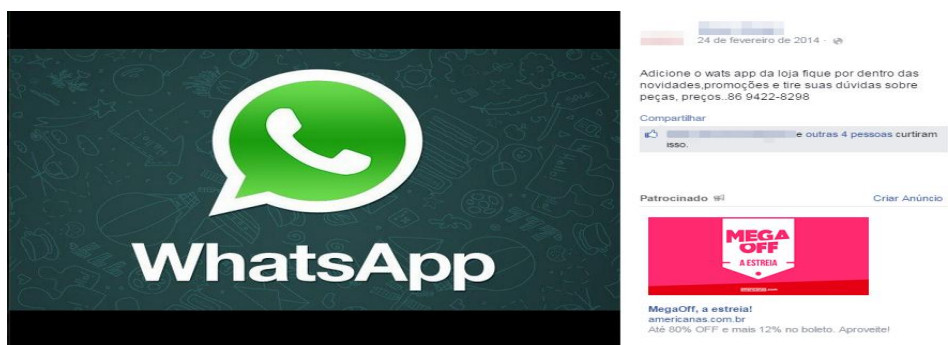 WhatsApp
24 de fevereiro de 2014 ·
Adicione o wats app da loja fique por dentro das
novidades,promoções e tire suas dúvidas sobre
peças, preços..86 9422-8298
Compartilhar
e outras 4 pessoas curtiram
isso.
Patrocinado
Criar Anúncio
MEGA
OFF
A ESTREIA
MegaOff, a estreia!
americanas.com.br
Até 80% OFF e mais 12% no boleto. Aproveite!